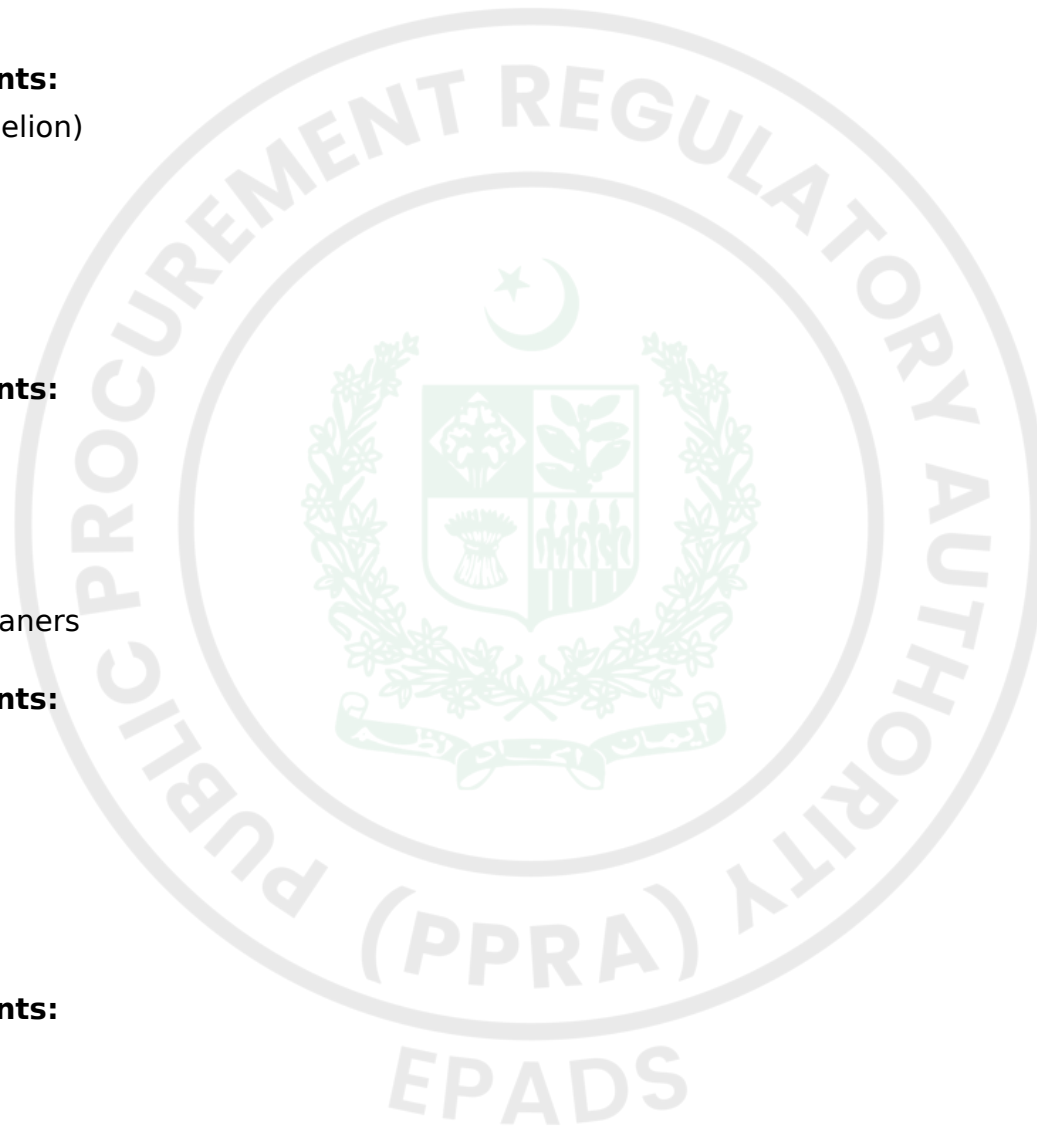 nts:
elion)
nts:
aners
nts:
nts:
PUBLIC PROCUREMENT REGULATORY AUTHORITY
(PPRA)
EPADS